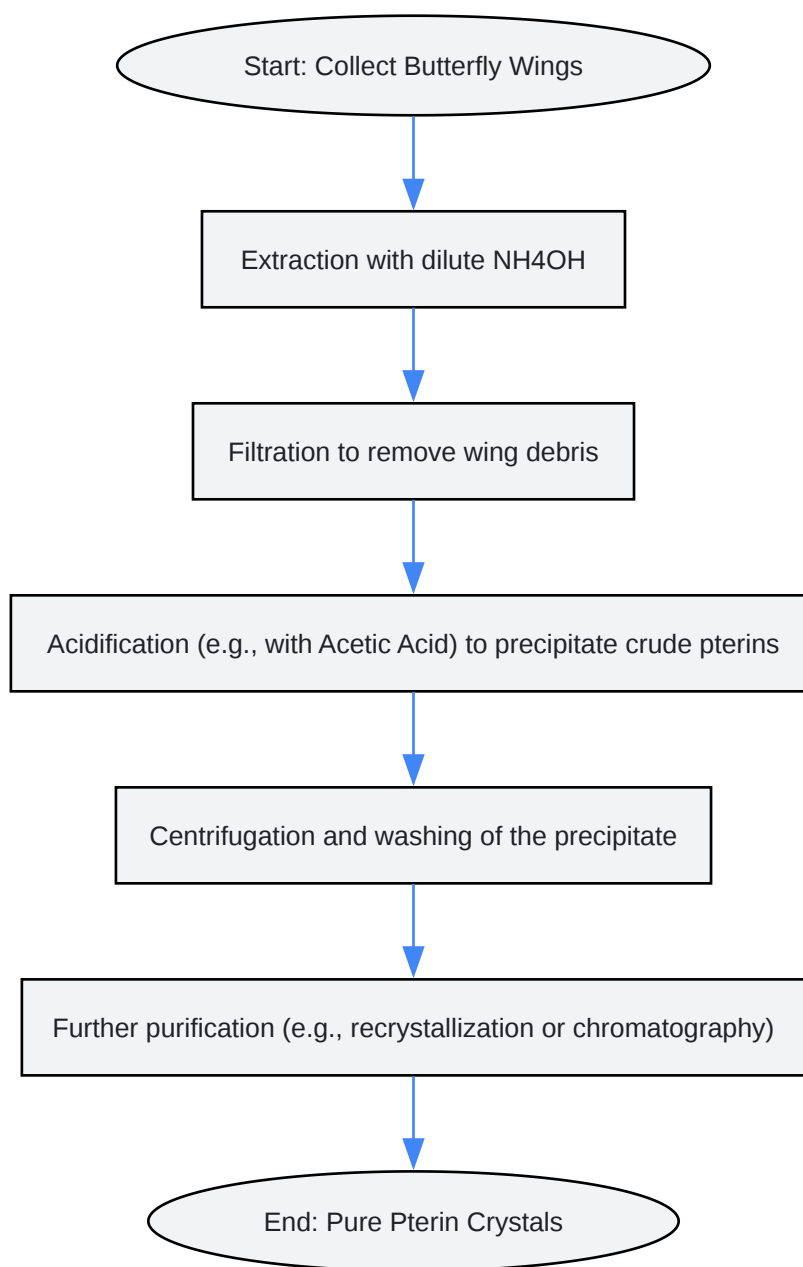 Start: Collect Butterfly Wings
Extraction with dilute NH4OH
Filtration to remove wing debris
Acidification (e.g., with Acetic Acid) to precipitate crude pterins
Centrifugation and washing of the precipitate
Further purification (e.g., recrystallization or chromatography)
End: Pure Pterin Crystals